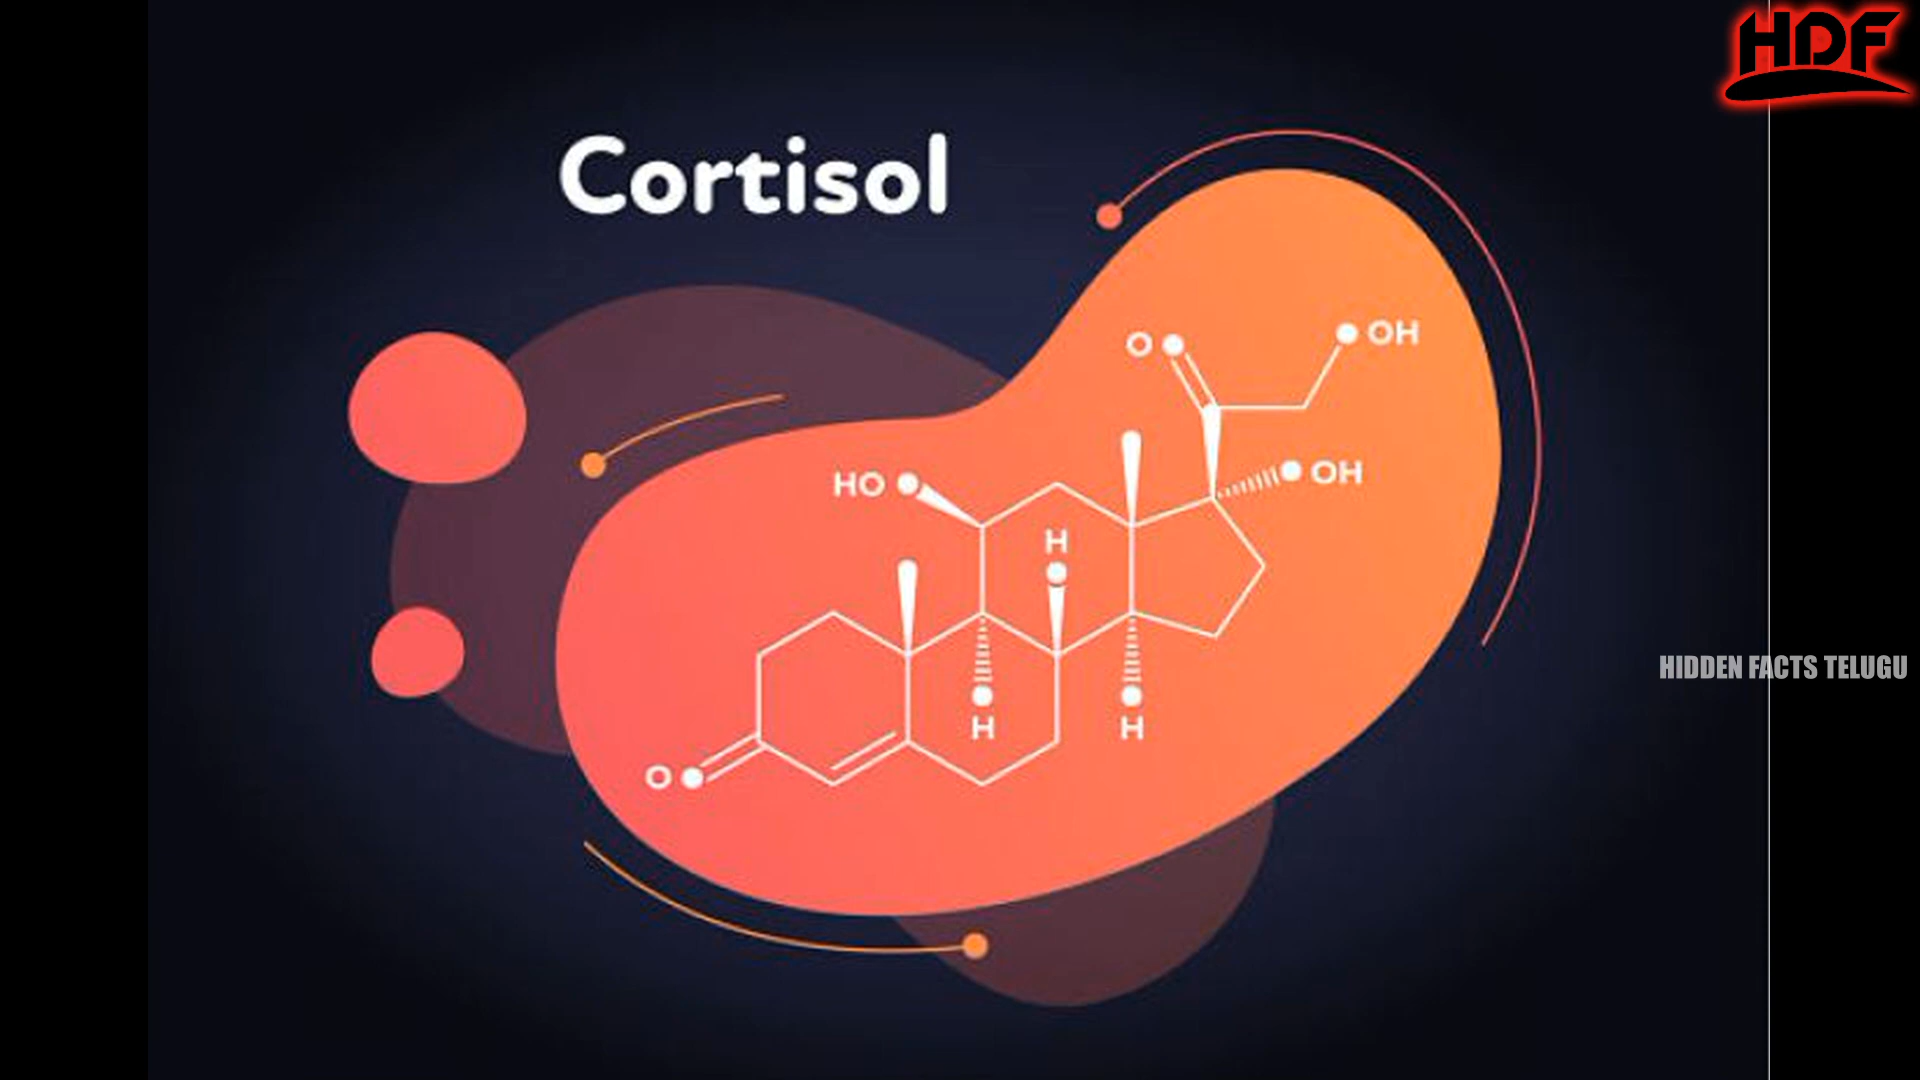 HDF
Cortisol
O
OH
HO
OH
H
H
H
O
HIDDEN FACTS TELUGU